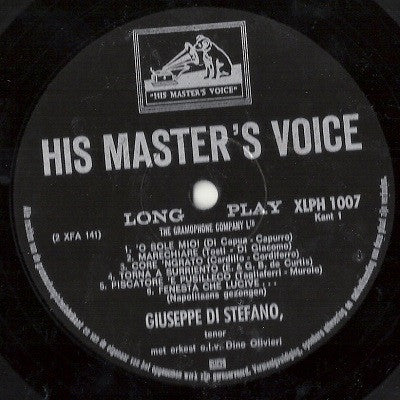 "HIS MASTER'S VOICE"
HIS MASTER'S VOICE
LONG PLAY XLPH 1007
Kant 1
THE GRAMOPHONE COMPANY LTD
(2 XFA 141)
1. 'O SOLE MIO! (Di Capua - Capurro)
2. MARECHIARE (Tosti - Di Giacomo)
3. CORE 'NGRATO (Cardillo - Cordiferro)
4. TORNA A SURRIENTO (E. & G. B. de Curtis)
5. PISCATORE 'E PUSILLECO (Tagliaferri - Murolo)
6. FENESTA CHE LUCIVE...
(Napolitaans gezongen)
GIUSEPPE DI STEFANO,
tenor
met orkest o.l.v. Dino Olivieri